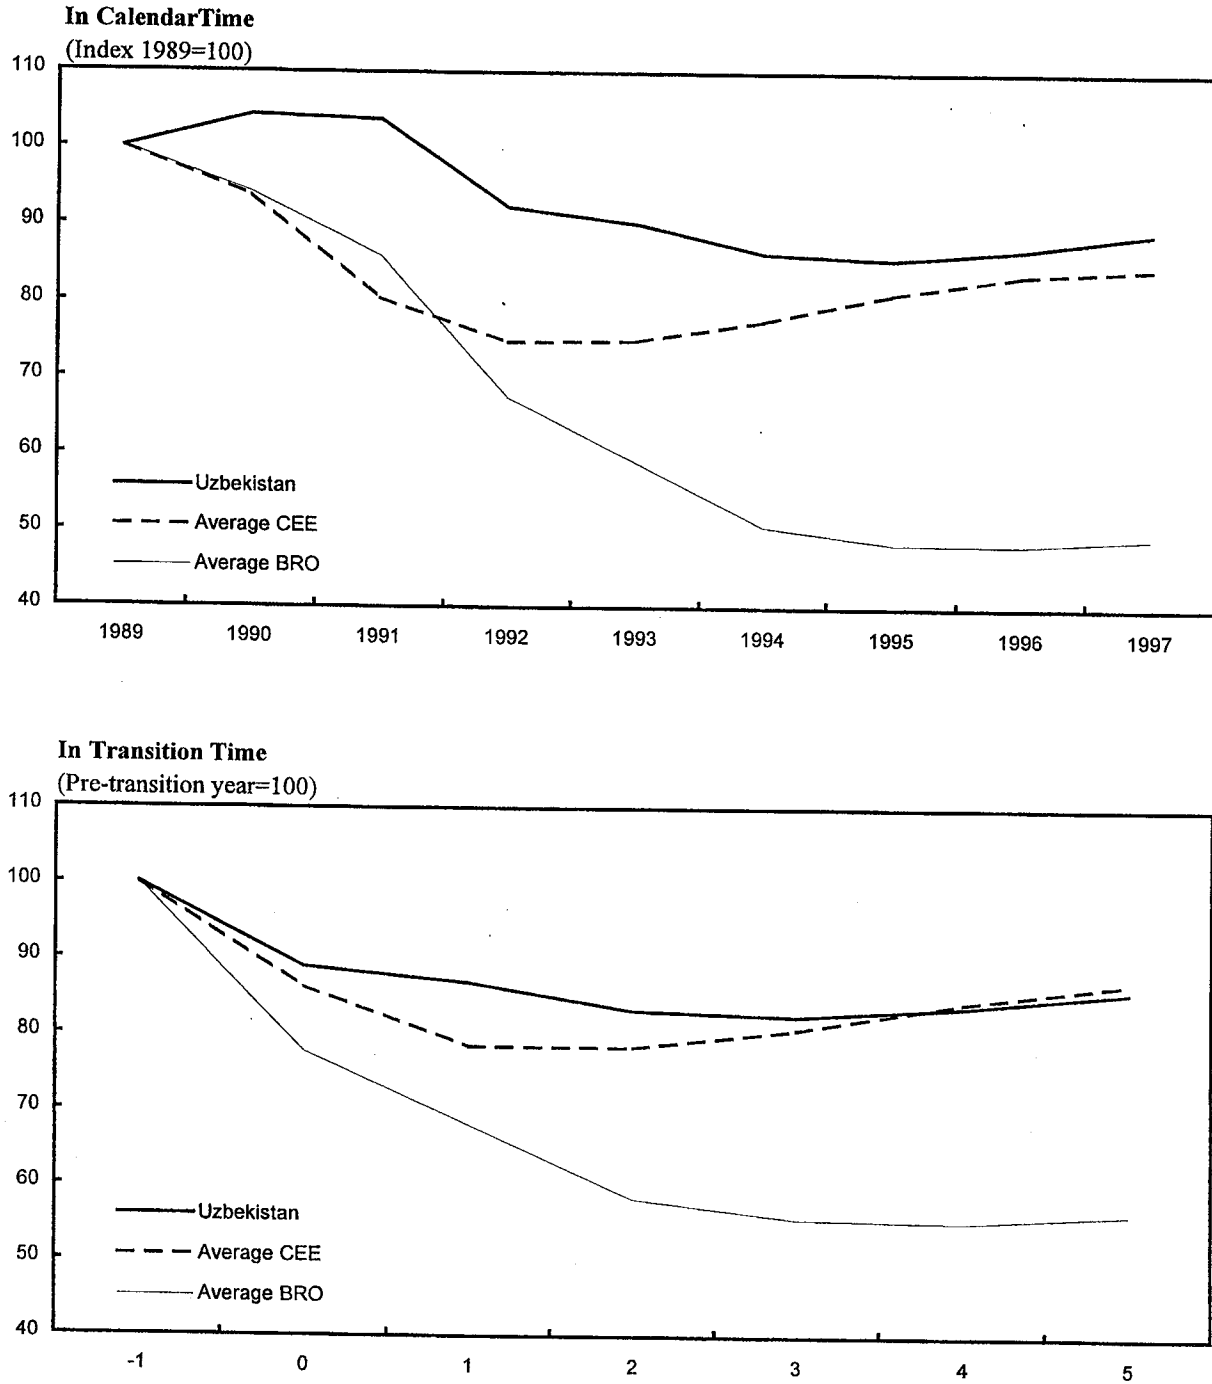 In CalendarTime
(Index 1989=100)
110
100
90
80
70
60
50
40
Uzbekistan
Average CEE
Average BRO
1989 1990 1991 1992 1993 1994 1995 1996 1997
In Transition Time
(Pre-transition year=100)
110
100
90
80
70
60
50
40
Uzbekistan
Average CEE
Average BRO
-1 0 1 2 3 4 5